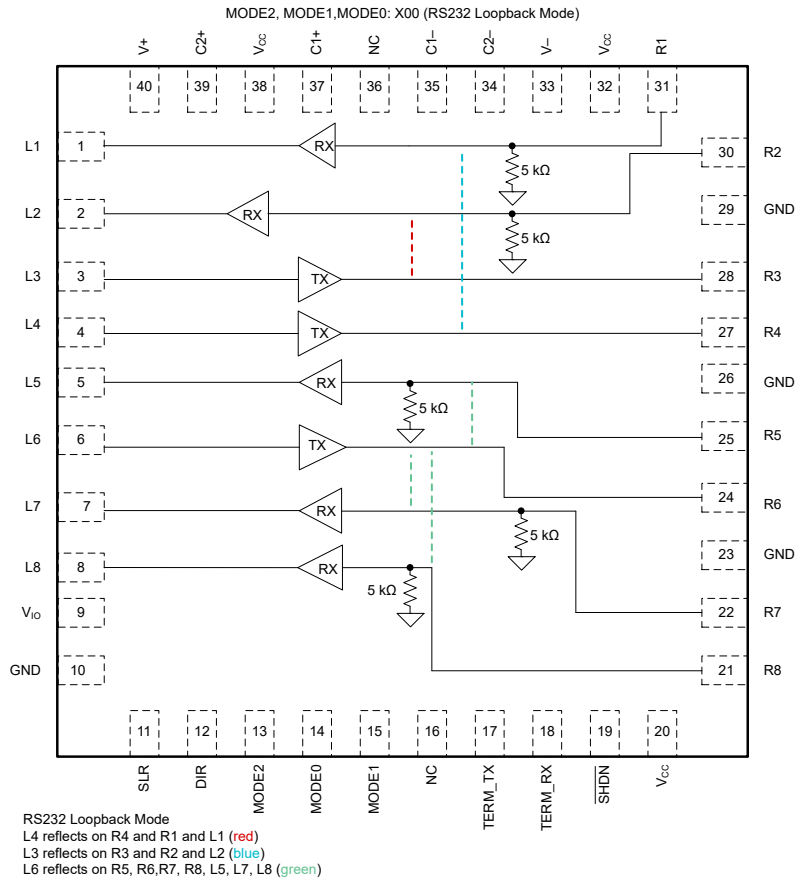 MODE2, MODE1,MODE0: X00 (RS232 Loopback Mode)
V+ C2+ VCC C1+ NC C1– C2– V– VCC R1
40 39 38 37 36 35 34 33 32 31
L1 1 RX 5 kΩ 30 R2
L2 2 RX 5 kΩ 29 GND
L3 3 TX 28 R3
L4 4 TX 27 R4
L5 5 RX 5 kΩ 26 GND
25 R5
L6 6 TX 24 R6
L7 7 RX 5 kΩ 23 GND
L8 8 RX 5 kΩ
VIO 9 22 R7
GND 10 21 R8
11 12 13 14 15 16 17 18 19 20
SLR DIR MODE2 MODE0 MODE1 NC TERM_TX TERM_RX SHDN VCC
RS232 Loopback Mode
L4 reflects on R4 and R1 and L1 (red)
L3 reflects on R3 and R2 and L2 (blue)
L6 reflects on R5, R6,R7, R8, L5, L7, L8 (green)